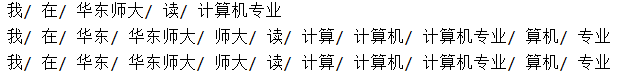 我/ 在/ 华东师大/ 读/ 计算机专业
我/ 在/ 华东/ 华东师大/ 师大/ 读/ 计算/ 计算机/ 计算机专业/ 算机/ 专业
我/ 在/ 华东/ 华东师大/ 师大/ 读/ 计算/ 计算机/ 计算机专业/ 算机/ 专业